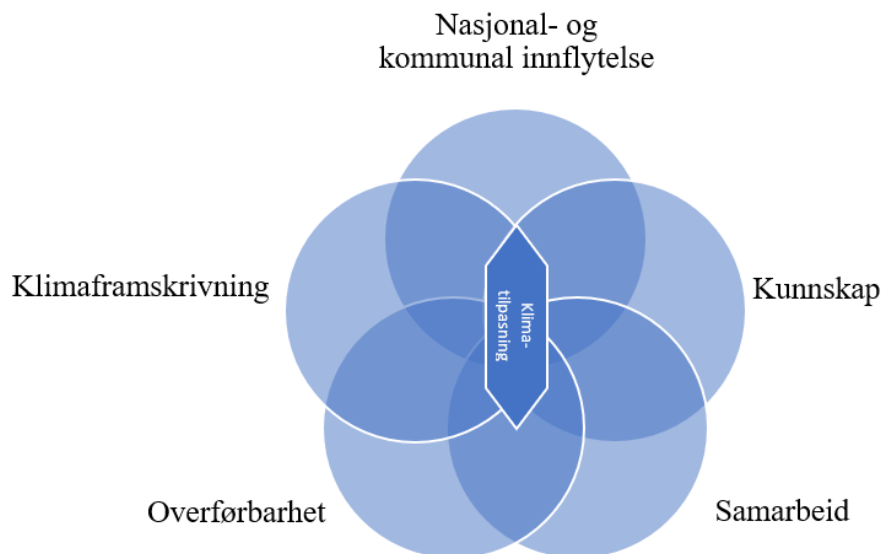 Nasjonal- og
kommunal innflytelse
Klimaframskrivning
Kunnskap
Klima-
tilpasning
Overførbarhet
Samarbeid